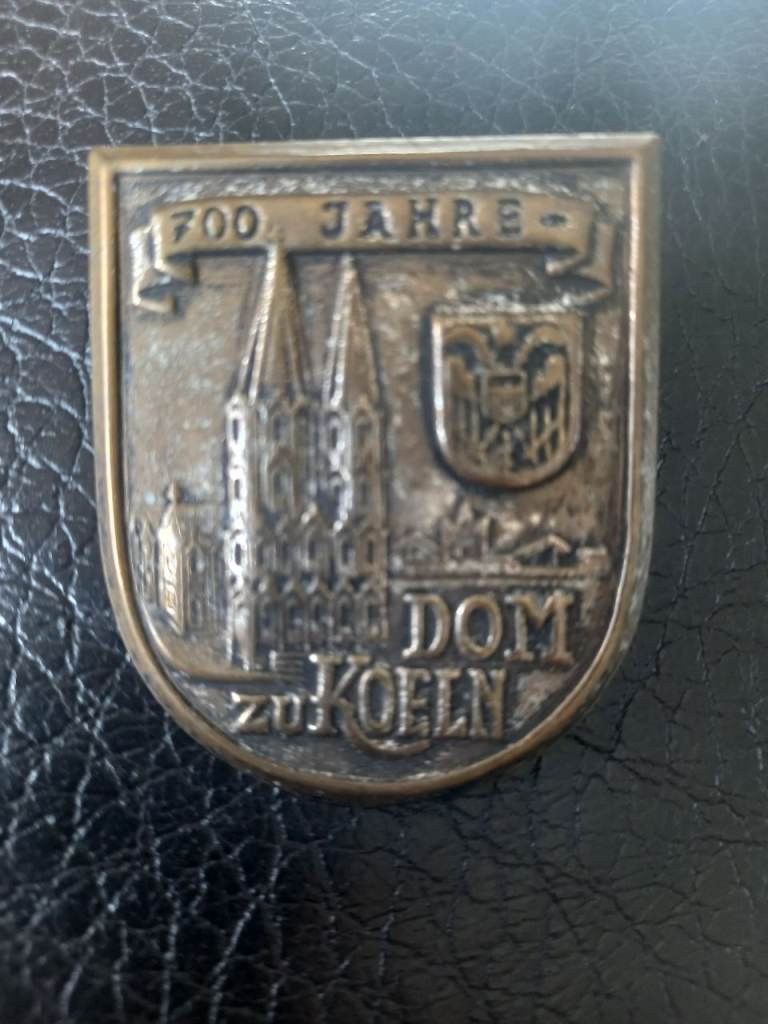 700 JAHRE-
DOM
ZU KOELN